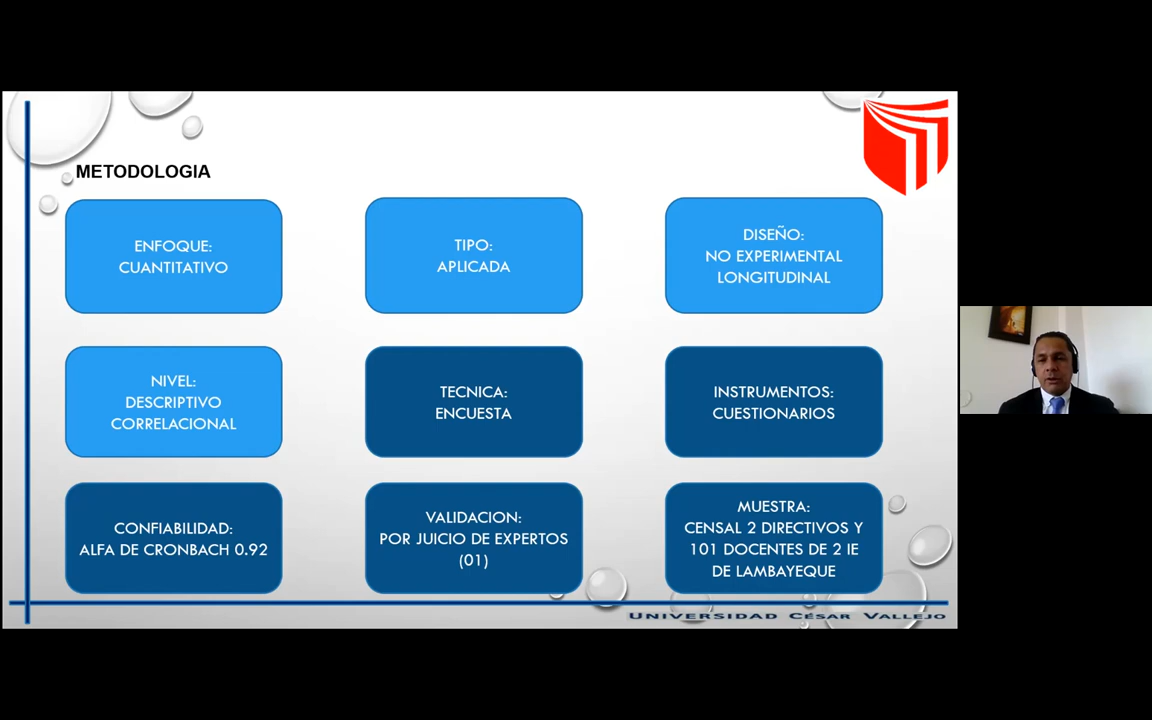 METODOLOGIA
ENFOQUE:
CUANTITATIVO
TIPO:
APLICADA
DISEÑO:
NO EXPERIMENTAL
LONGITUDINAL
NIVEL:
DESCRIPTIVO
CORRELACIONAL
TECNICA:
ENCUESTA
INSTRUMENTOS:
CUESTIONARIOS
CONFIABILIDAD:
ALFA DE CRONBACH 0.92
VALIDACION:
POR JUICIO DE EXPERTOS
(01)
MUESTRA:
CENSAL 2 DIRECTIVOS Y
101 DOCENTES DE 2 IE
DE LAMBAYEQUE
UNIVERSIDAD CÉSAR VALLEJO